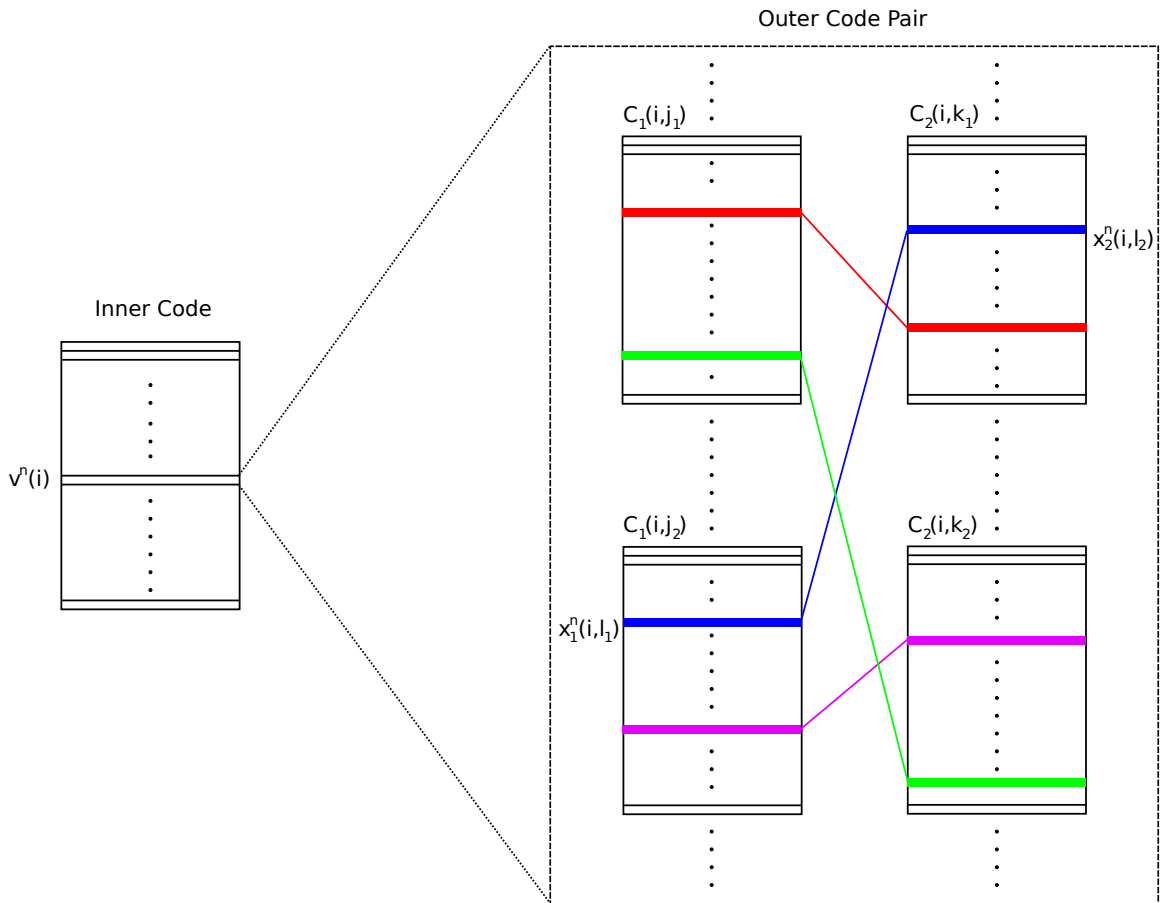 Outer Code Pair
C₁(i,j₁)
C₂(i,k₁)
x₂ⁿ(i,l₂)
Inner Code
vⁿ(i)
C₁(i,j₂)
C₂(i,k₂)
x₁ⁿ(i,l₁)